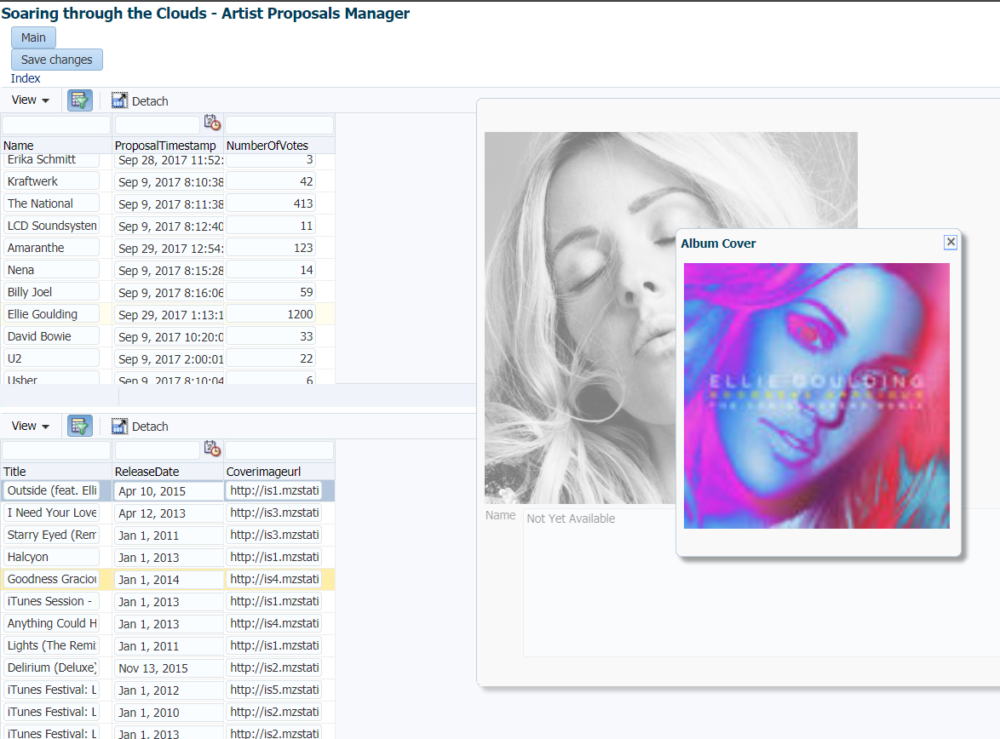 Soaring through the Clouds - Artist Proposals Manager
Main
Save changes
Index
View Detach
Name ProposalTimestamp NumberOfVotes
Erika Schmitt Sep 28, 2017 11:52: 3
Kraftwerk Sep 9, 2017 8:10:38 42
The National Sep 9, 2017 8:11:38 413
LCD Soundsystem Sep 9, 2017 8:12:40 11
Amaranthe Sep 29, 2017 12:54: 123
Nena Sep 9, 2017 8:15:28 14
Billy Joel Sep 9, 2017 8:16:06 59
Ellie Goulding Sep 29, 2017 1:13:1 1200
David Bowie Sep 9, 2017 10:20:0 33
U2 Sep 9, 2017 2:00:01 22
Usher Sep 9, 2017 8:10:04 6
View Detach
Title ReleaseDate Coverimageurl
Outside (feat. Elli Apr 10, 2015 http://is1.mzstati
I Need Your Love Apr 12, 2013 http://is3.mzstati
Starry Eyed (Rem Jan 1, 2011 http://is3.mzstati
Halcyon Jan 1, 2013 http://is1.mzstati
Goodness Graciou Jan 1, 2014 http://is4.mzstati
iTunes Session - Jan 1, 2013 http://is1.mzstati
Anything Could H Jan 1, 2013 http://is4.mzstati
Lights (The Remi Jan 1, 2011 http://is1.mzstati
Delirium (Deluxe) Nov 13, 2015 http://is2.mzstati
iTunes Festival: L Jan 1, 2012 http://is5.mzstati
iTunes Festival: L Jan 1, 2010 http://is2.mzstati
iTunes Festival: L Jan 1, 2013 http://is2.mzstati
Album Cover
ELLIE GOULDING
Name Not Yet Available